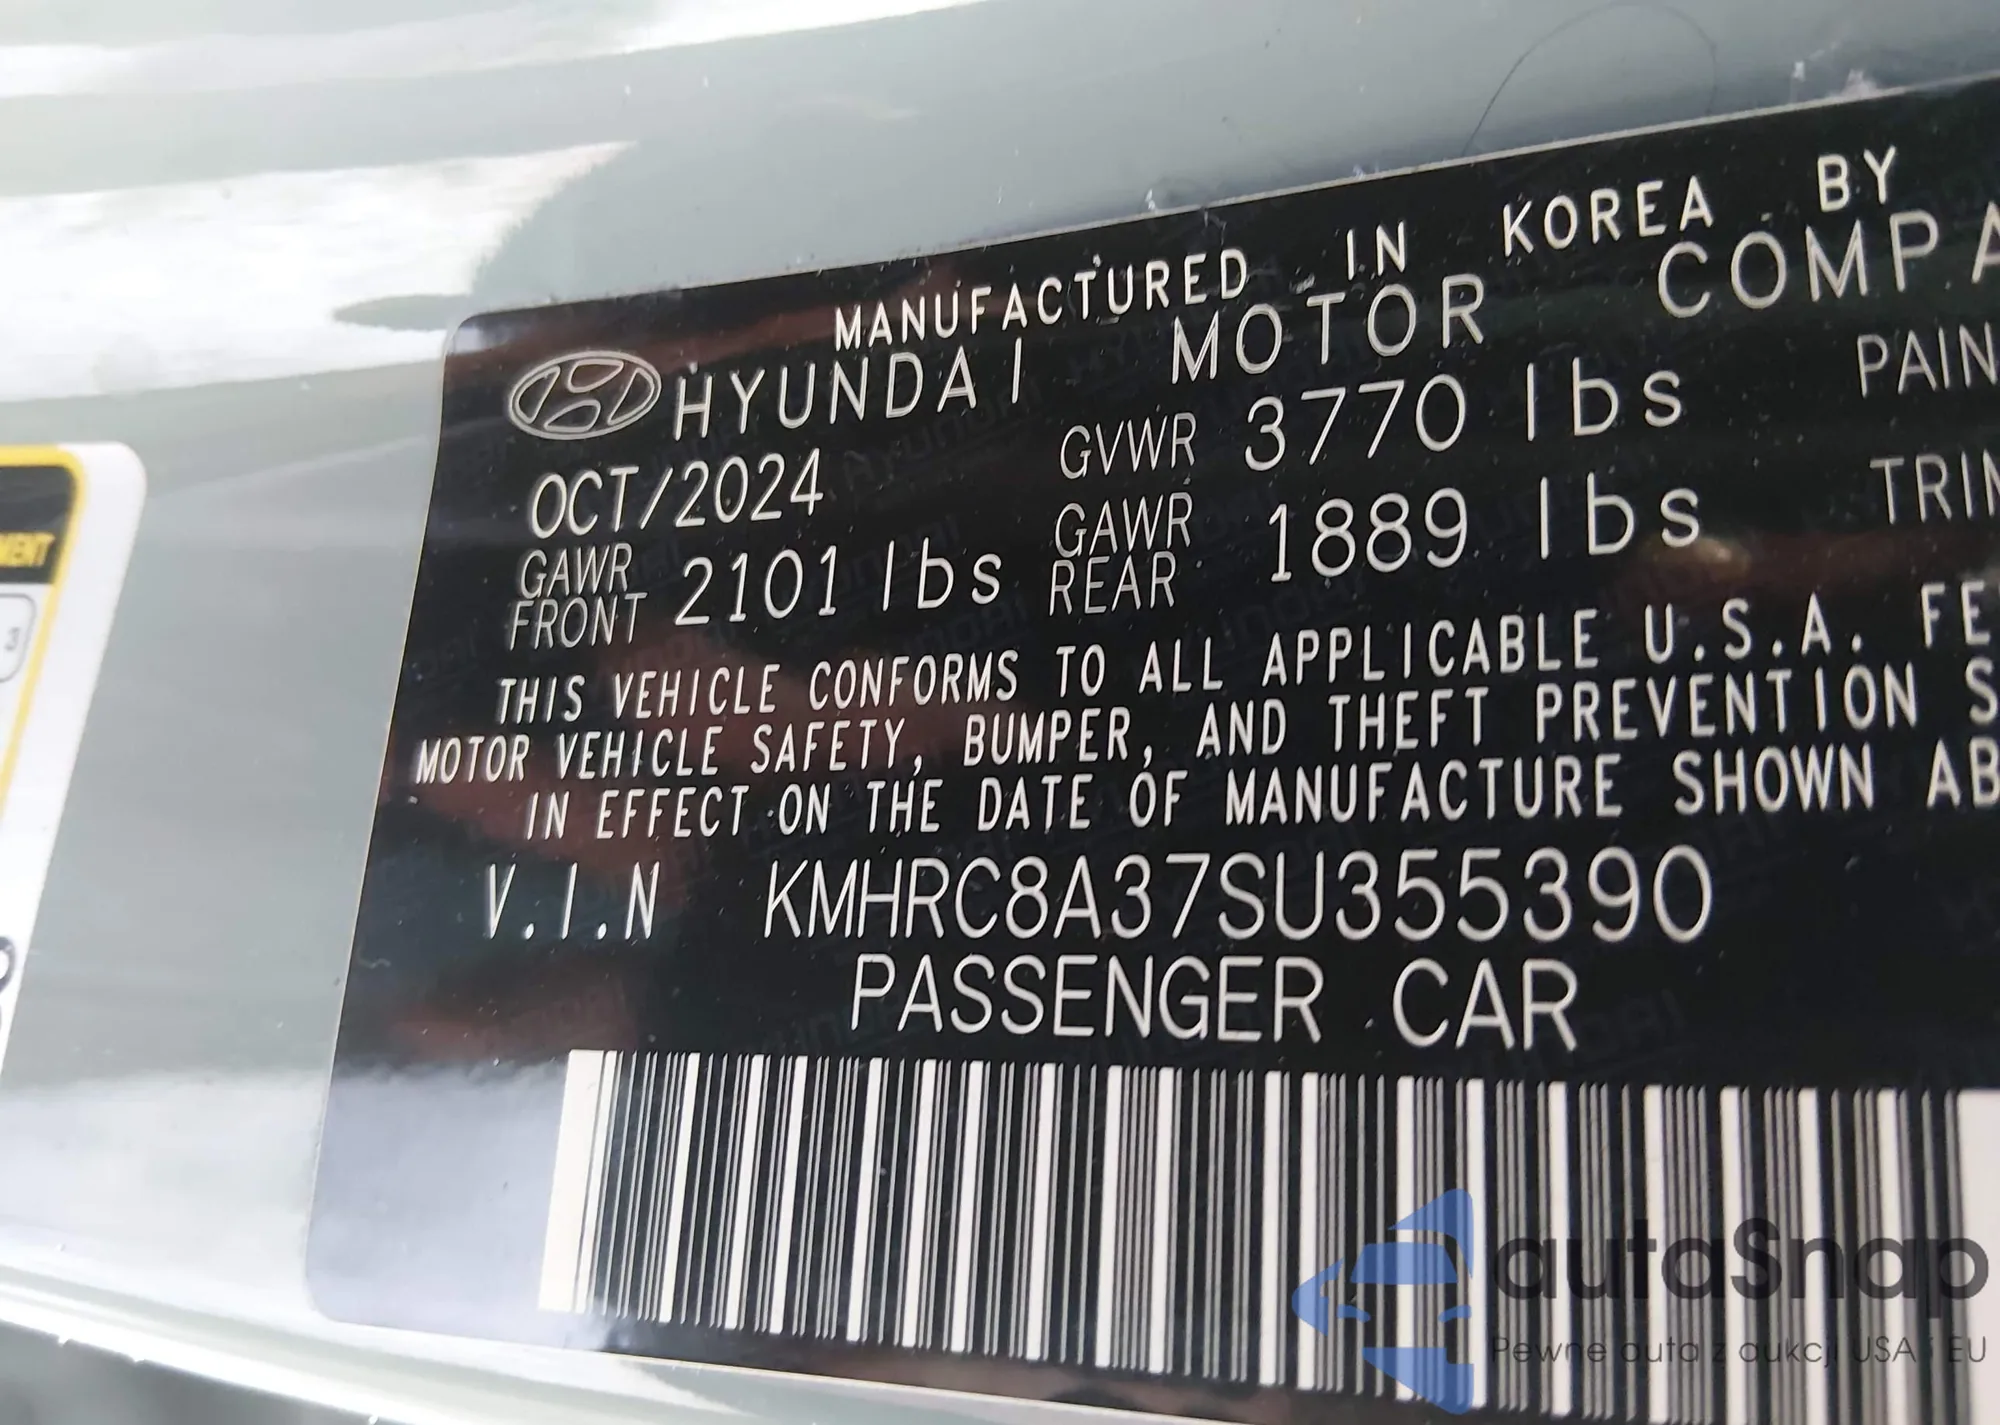 MANUFACTURED IN KOREA BY
HYUNDAI MOTOR COMPA
OCT/2024 GVWR 3770 lbs PAIN
GAWR FRONT 2101 lbs GAWR REAR 1889 lbs TRIM
THIS VEHICLE CONFORMS TO ALL APPLICABLE U.S.A. FE
MOTOR VEHICLE SAFETY, BUMPER, AND THEFT PREVENTION S
IN EFFECT ON THE DATE OF MANUFACTURE SHOWN AB
V.I.N KMHRC8A37SU355390
PASSENGER CAR
MENT
autaSnap
Pewne auta z aukcji USA i EU